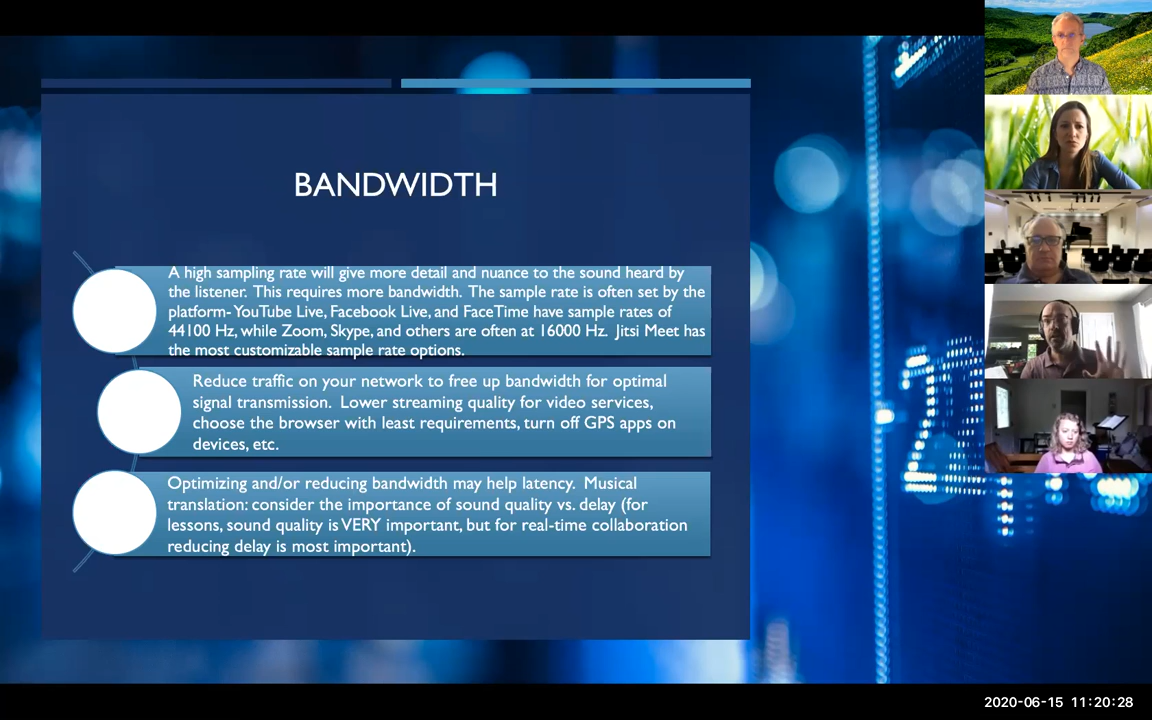 BANDWIDTH
A high sampling rate will give more detail and nuance to the sound heard by
the listener. This requires more bandwidth. The sample rate is often set by the
platform- YouTube Live, Facebook Live, and FaceTime have sample rates of
44100 Hz, while Zoom, Skype, and others are often at 16000 Hz. Jitsi Meet has
the most customizable sample rate options.
Reduce traffic on your network to free up bandwidth for optimal
signal transmission. Lower streaming quality for video services,
choose the browser with least requirements, turn off GPS apps on
devices, etc.
Optimizing and/or reducing bandwidth may help latency. Musical
translation: consider the importance of sound quality vs. delay (for
lessons, sound quality is VERY important, but for real-time collaboration
reducing delay is most important).
2020-06-15 11:20:28